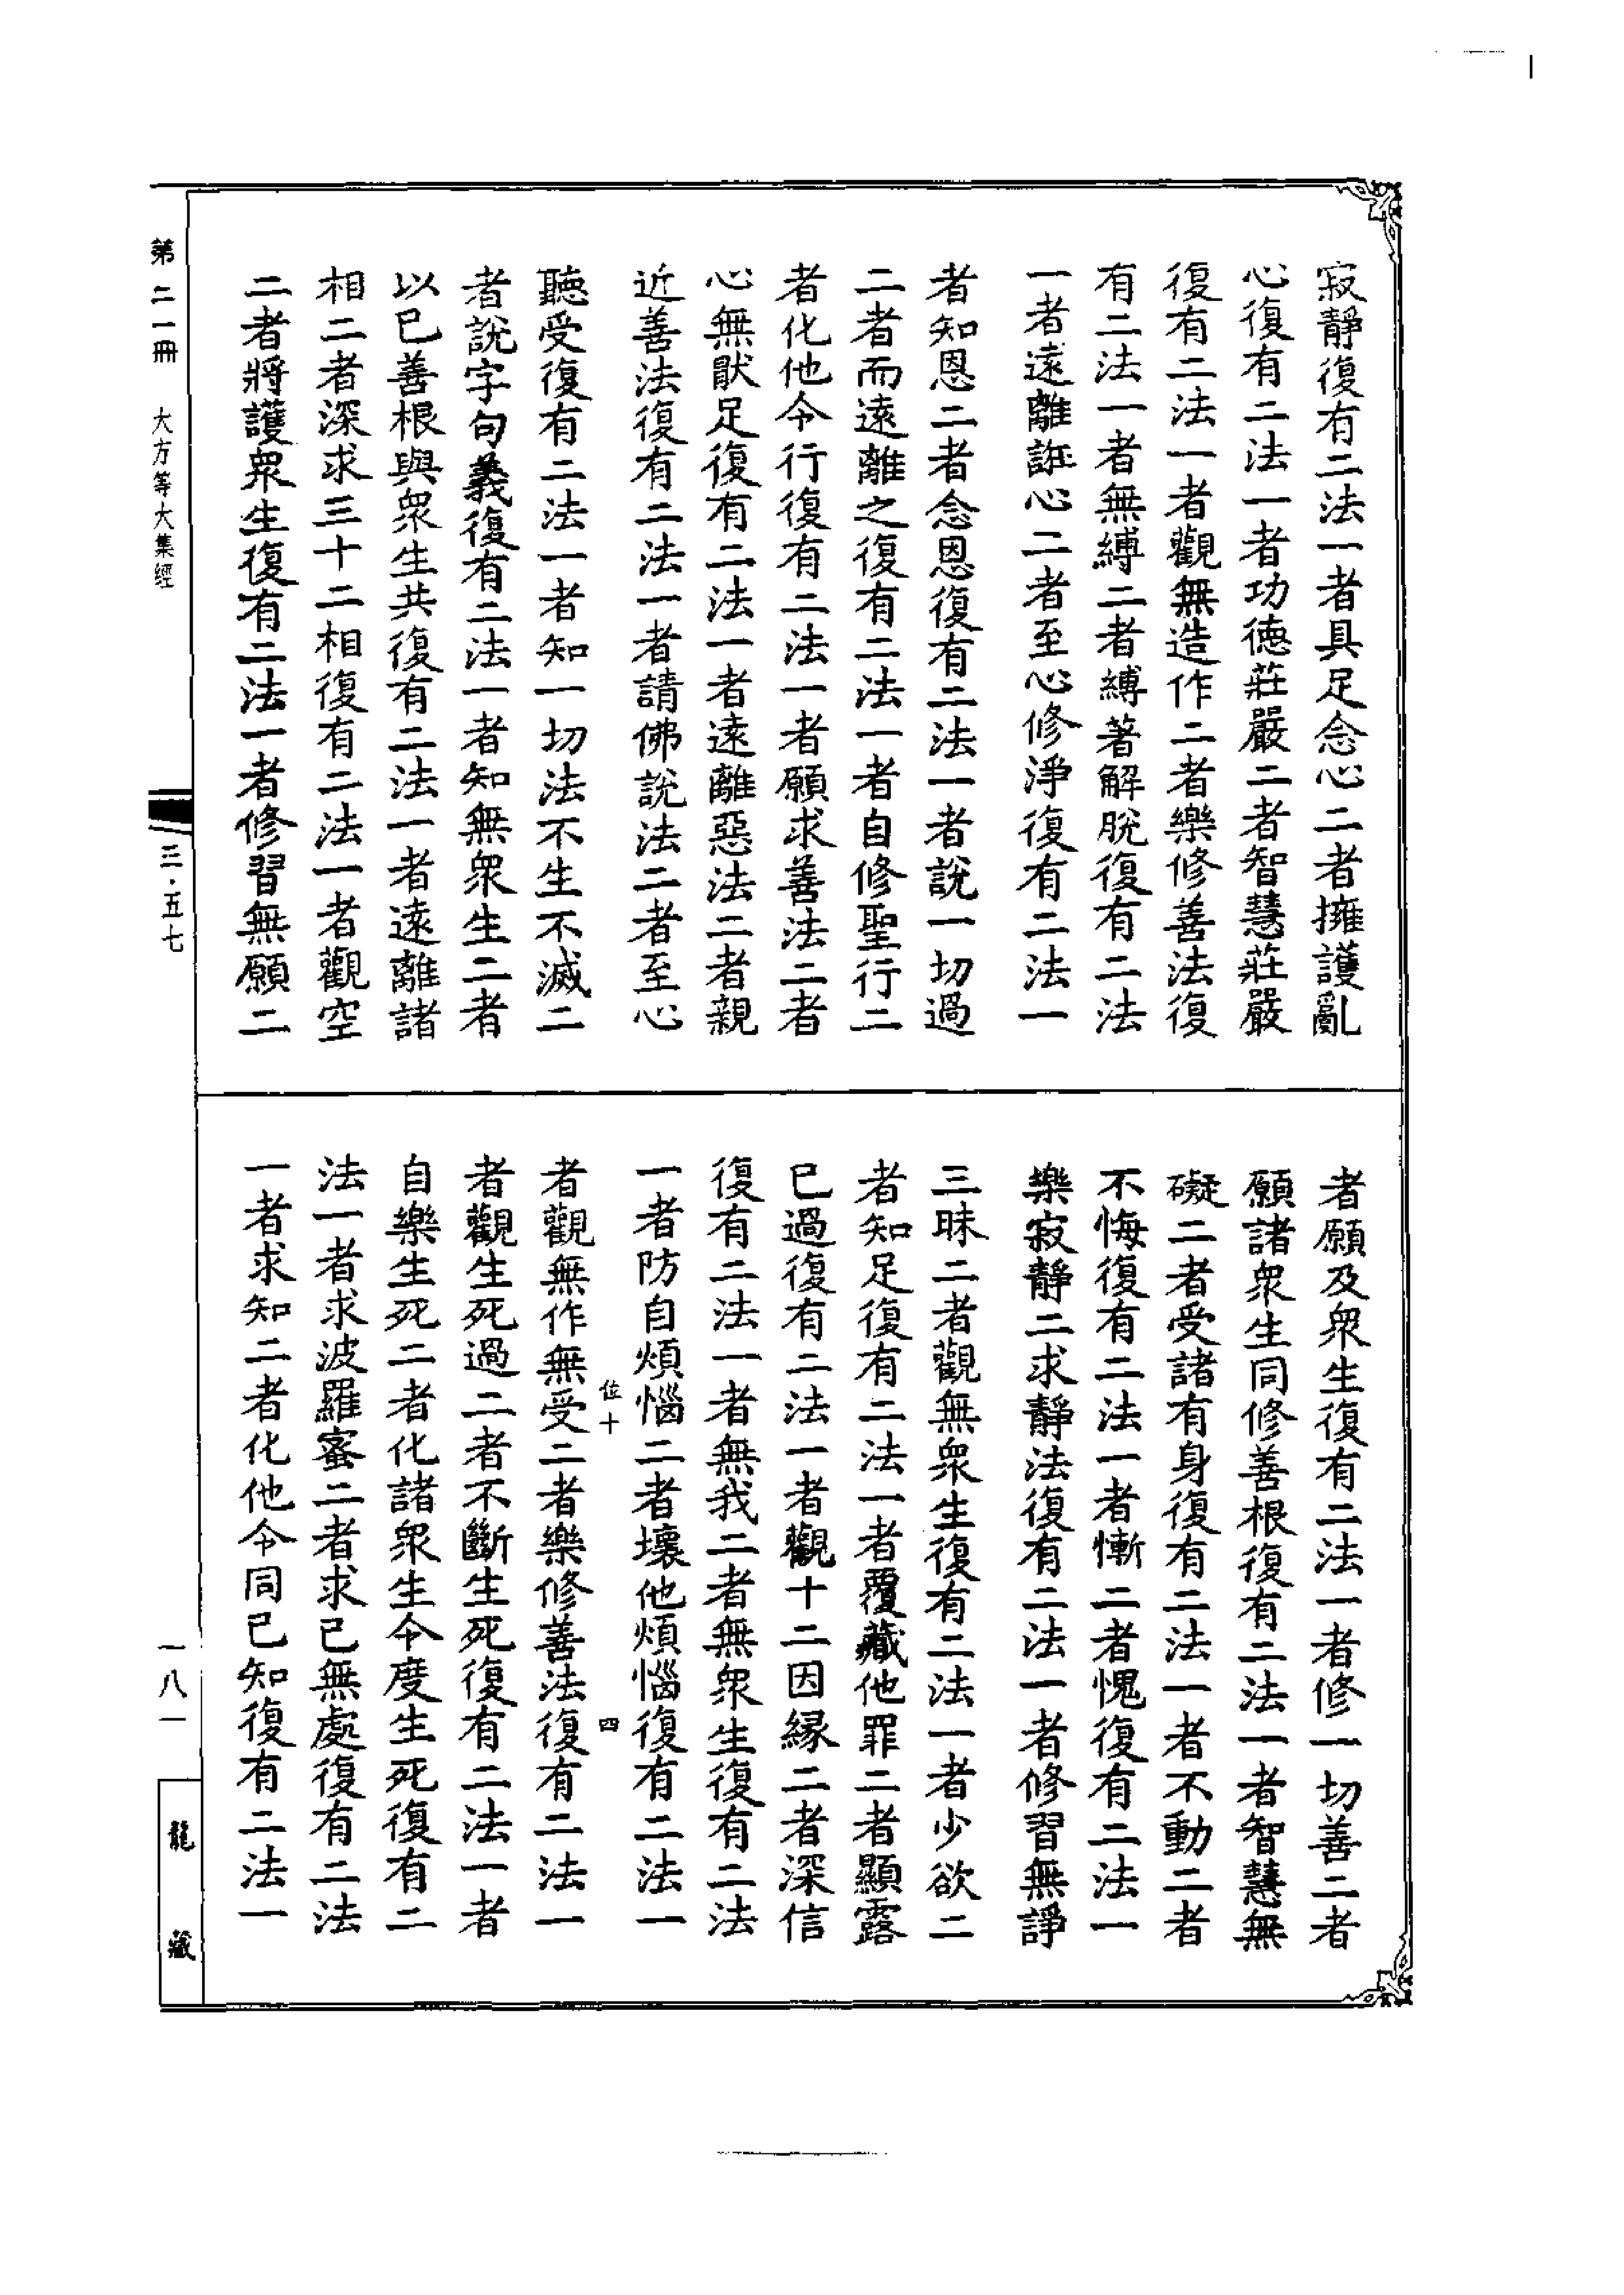 寂靜復有二法一者具足念心二者擁護亂
心復有二法一者功德莊嚴二者智慧莊嚴
復有二法一者觀無造作二者樂修善法復
有二法一者無縛二者縛著解脫復有二法
一者遠離誑心二者至心修淨復有二法一
者知恩二者念恩恩復有二法一者說一切過
二者而遠離之復有二法一者自修聖行二
者化他令行復有二法一者願求善法二者
心無猒足復有二法一者遠離惡法二者親
近善法復有二法一者請佛說法二者至心
聽受復有二法一者知一切法不生不滅二
者說字句義復有二法一者知無衆生二者
以已善根與衆生共復有二法一者遠離諸
相二者深求三十二相復有二法一者觀空
二者將護衆生復有二法一者修習無願二
者願及衆生復有二法一者修一切善二者
願諸衆生同修善根復有二法一者智慧無
礙二者受諸有身復有二法一者不動二者
不悔復有二法一者慚二者愧復有二法一
樂寂靜二求靜法復有二法一者修習無諍
三昧二者觀無衆生復有二法一者少欲二
者知足復有二法一者覆藏他罪二者顯露
已過復有二法一者觀十二因緣二者深信
復有二法一者無我二者無衆生復有二法
一者防自煩惱二者壞他煩惱復有二法一
位十 四
者觀無作無受二者樂修善法復有二法一
者觀生死過二者不斷生死復有二法一者
自樂生死二者化諸衆生令度生死復有二
法一者求波羅蜜二者求已無處復有二法
一者求知二者化他令同已知復有二法一
第二一冊 大方等大集經
三·五七
一八一
龍藏